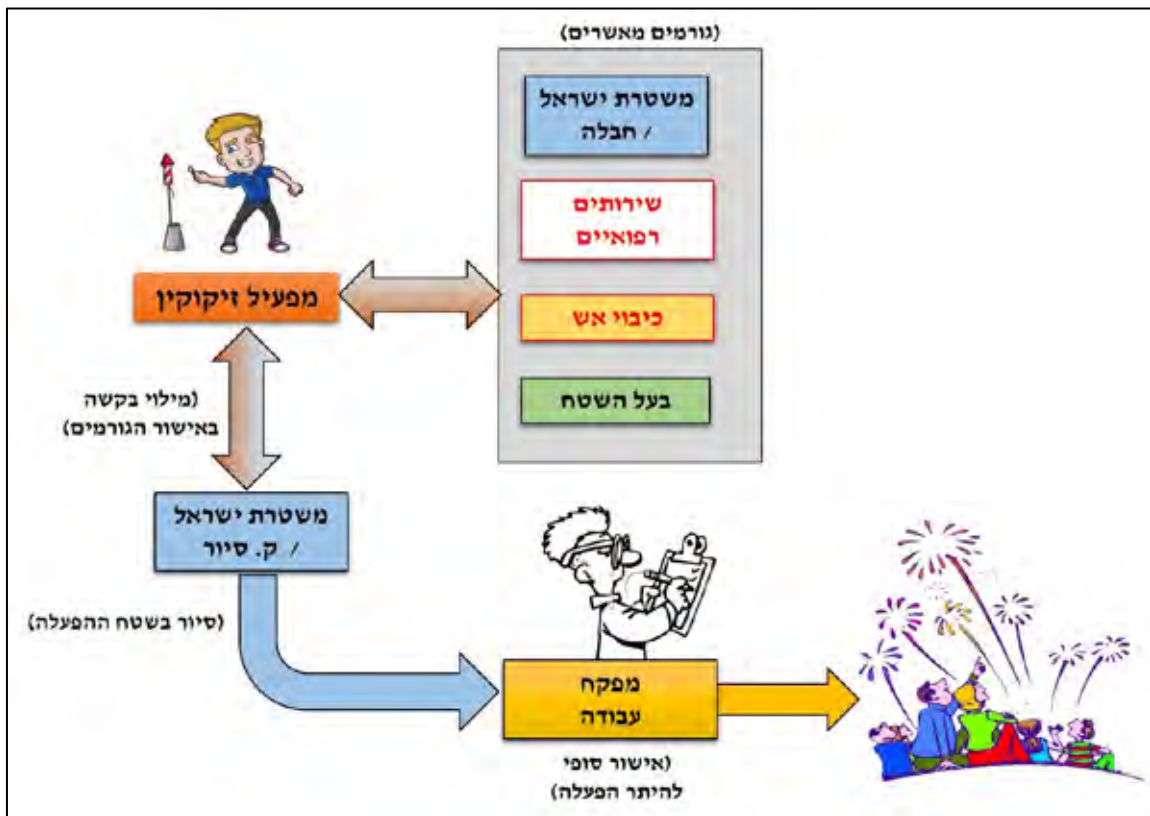 (גורמים מאשרים)
משטרת ישראל
/ חבלה
שירותים
רפואיים
כיבוי אש
בעל השטח
מפעיל זיקוקין
(מילוי בקשה
באישור הגורמים)
משטרת ישראל
/ ק. סיור
(סיור בשטח ההפעלה)
מפקח
עבודה
(אישור סופי
להיתר הפעלה)